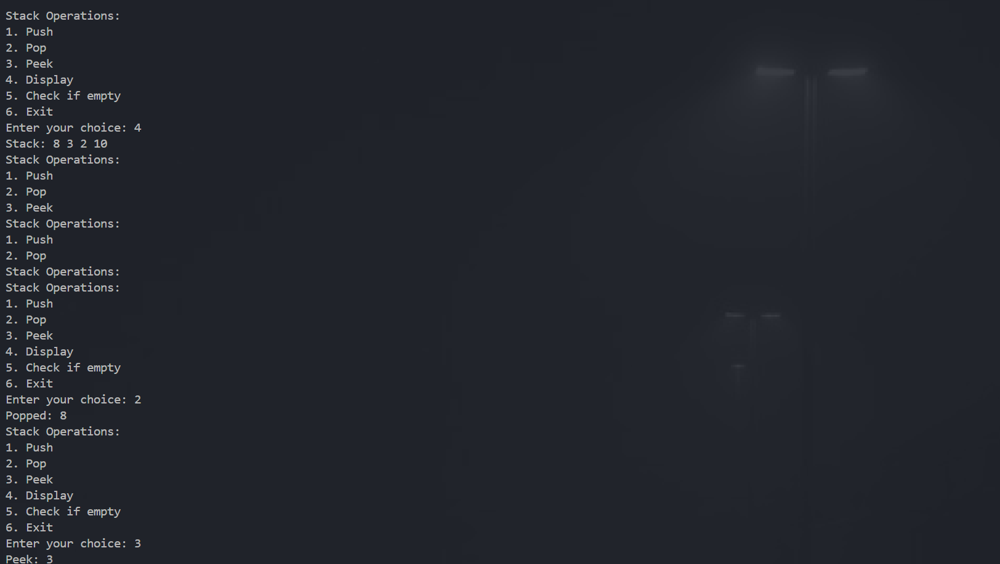 Stack Operations:
1. Push
2. Pop
3. Peek
4. Display
5. Check if empty
6. Exit
Enter your choice: 4
Stack: 8 3 2 10
Stack Operations:
1. Push
2. Pop
3. Peek
Stack Operations:
1. Push
2. Pop
Stack Operations:
Stack Operations:
1. Push
2. Pop
3. Peek
4. Display
5. Check if empty
6. Exit
Enter your choice: 2
Popped: 8
Stack Operations:
1. Push
2. Pop
3. Peek
4. Display
5. Check if empty
6. Exit
Enter your choice: 3
Peek: 3